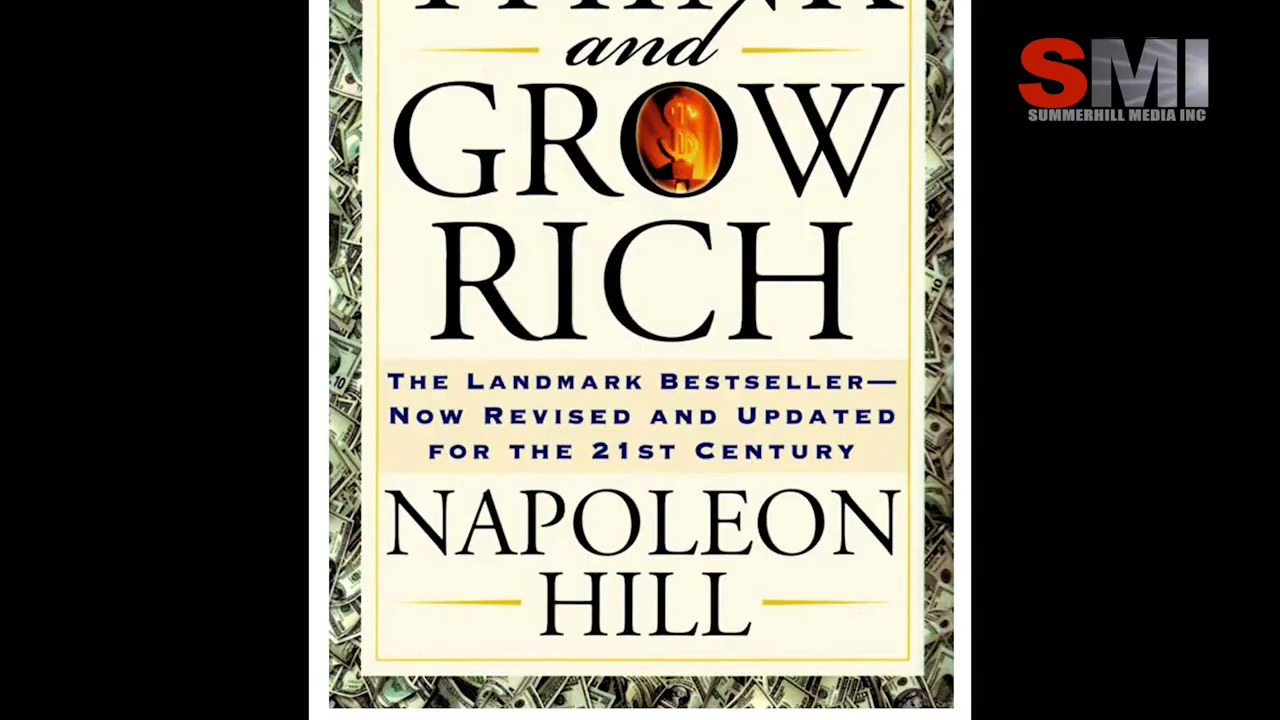 THINK
and
GROW
RICH
THE LANDMARK BESTSELLER—
NOW REVISED AND UPDATED
FOR THE 21ST CENTURY
NAPOLEON
HILL
SMI
SUMMERHILL MEDIA INC